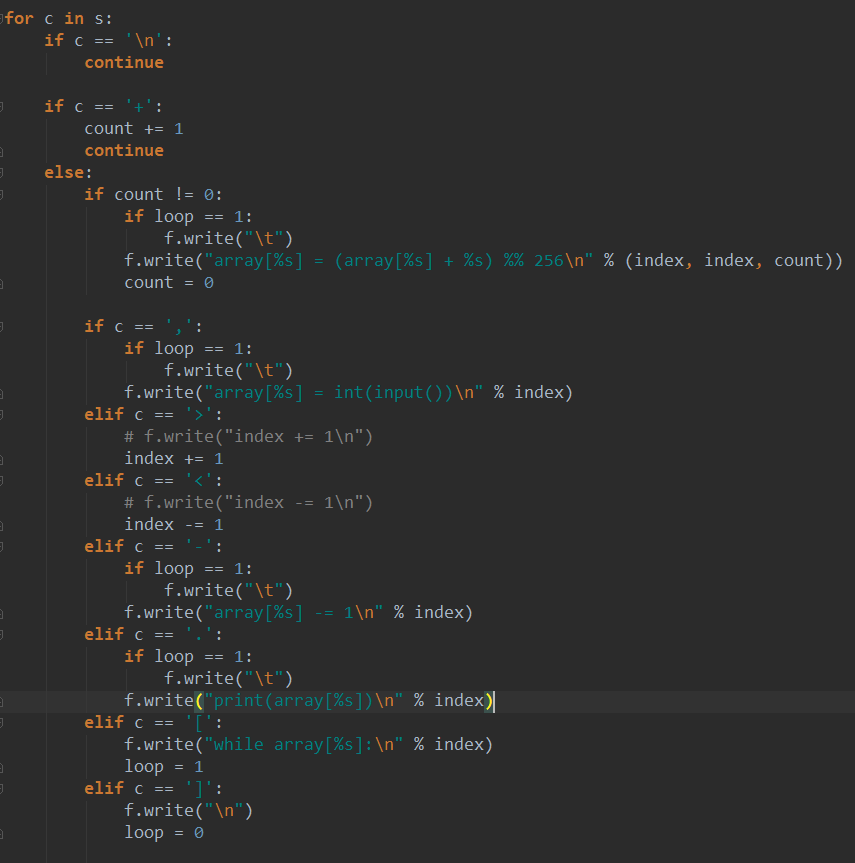 for c in s:
    if c == '\n':
        continue

    if c == '+':
        count += 1
        continue
    else:
        if count != 0:
            if loop == 1:
                f.write("\t")
            f.write("array[%s] = (array[%s] + %s) %% 256\n" % (index, index, count))
            count = 0

        if c == ',':
            if loop == 1:
                f.write("\t")
            f.write("array[%s] = int(input())\n" % index)
        elif c == '>':
            # f.write("index += 1\n")
            index += 1
        elif c == '<':
            # f.write("index -= 1\n")
            index -= 1
        elif c == '-':
            if loop == 1:
                f.write("\t")
            f.write("array[%s] -= 1\n" % index)
        elif c == '.':
            if loop == 1:
                f.write("\t")
            f.write("print(array[%s])\n" % index)
        elif c == '[':
            f.write("while array[%s]:\n" % index)
            loop = 1
        elif c == ']':
            f.write("\n")
            loop = 0